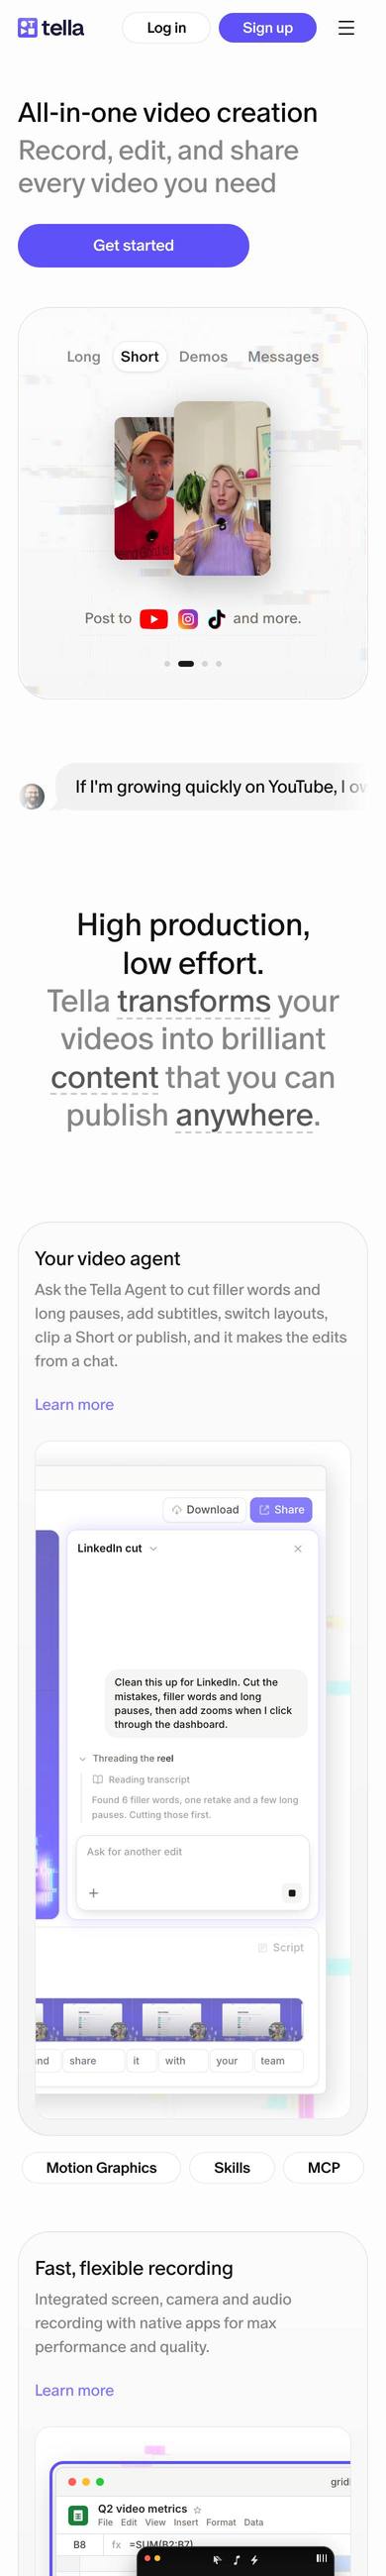 tella
Log in
Sign up
All-in-one video creation
Record, edit, and share
every video you need
Get started
Long
Short
Demos
Messages
Post to
and more.
If I'm growing quickly on YouTube, I ow
High production,
low effort.
Tella transforms your
videos into brilliant
content that you can
publish anywhere.
Your video agent
Ask the Tella Agent to cut filler words and
long pauses, add subtitles, switch layouts,
clip a Short or publish, and it makes the edits
from a chat.
Learn more
Download
Share
LinkedIn cut
Clean this up for LinkedIn. Cut the
mistakes, filler words and long
pauses, then add zooms when I click
through the dashboard.
Threading the reel
Reading transcript
Found 6 filler words, one retake and a few long
pauses. Cutting those first.
Ask for another edit
Script
nd
share
it
with
your
team
Motion Graphics
Skills
MCP
Fast, flexible recording
Integrated screen, camera and audio
recording with native apps for max
performance and quality.
Learn more
grid
Q2 video metrics
File Edit View Insert Format Data
B8
fx
=SUM(B2:B7)